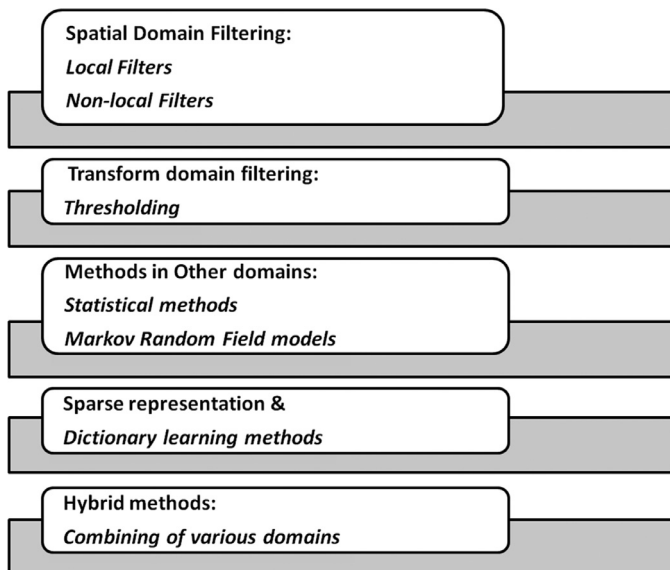 Spatial Domain Filtering:
Local Filters
Non-local Filters
Transform domain filtering:
Thresholding
Methods in Other domains:
Statistical methods
Markov Random Field models
Sparse representation &
Dictionary learning methods
Hybrid methods:
Combining of various domains